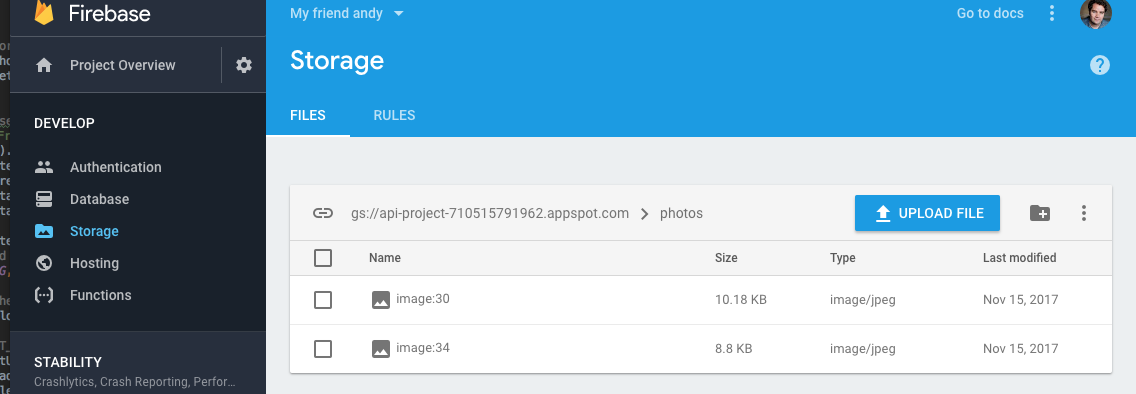 Firebase
My friend andy
Go to docs
Project Overview
Storage
FILES
RULES
DEVELOP
Authentication
Database
Storage
Hosting
Functions
STABILITY
Crashlytics, Crash Reporting, Perfor...
gs://api-project-710515791962.appspot.com > photos
UPLOAD FILE
Name Size Type Last modified
image:30 10.18 KB image/jpeg Nov 15, 2017
image:34 8.8 KB image/jpeg Nov 15, 2017